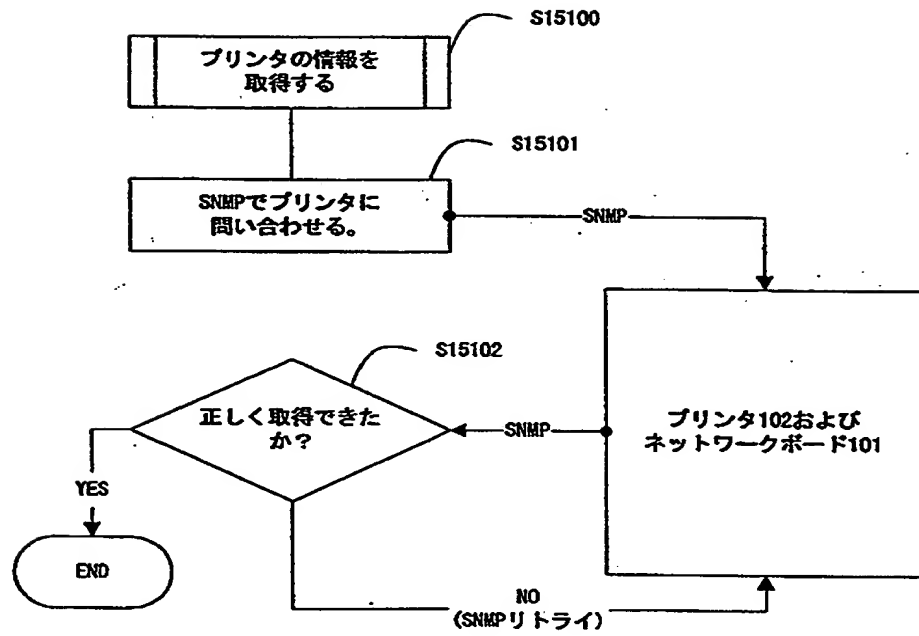 S15100
プリンタの情報を
取得する
S15101
SNMPでプリンタに
問い合わせる。
SNMP
S15102
正しく取得できた
か?
SNMP
プリンタ102および
ネットワークボード101
YES
END
NO
(SNMPリトライ)